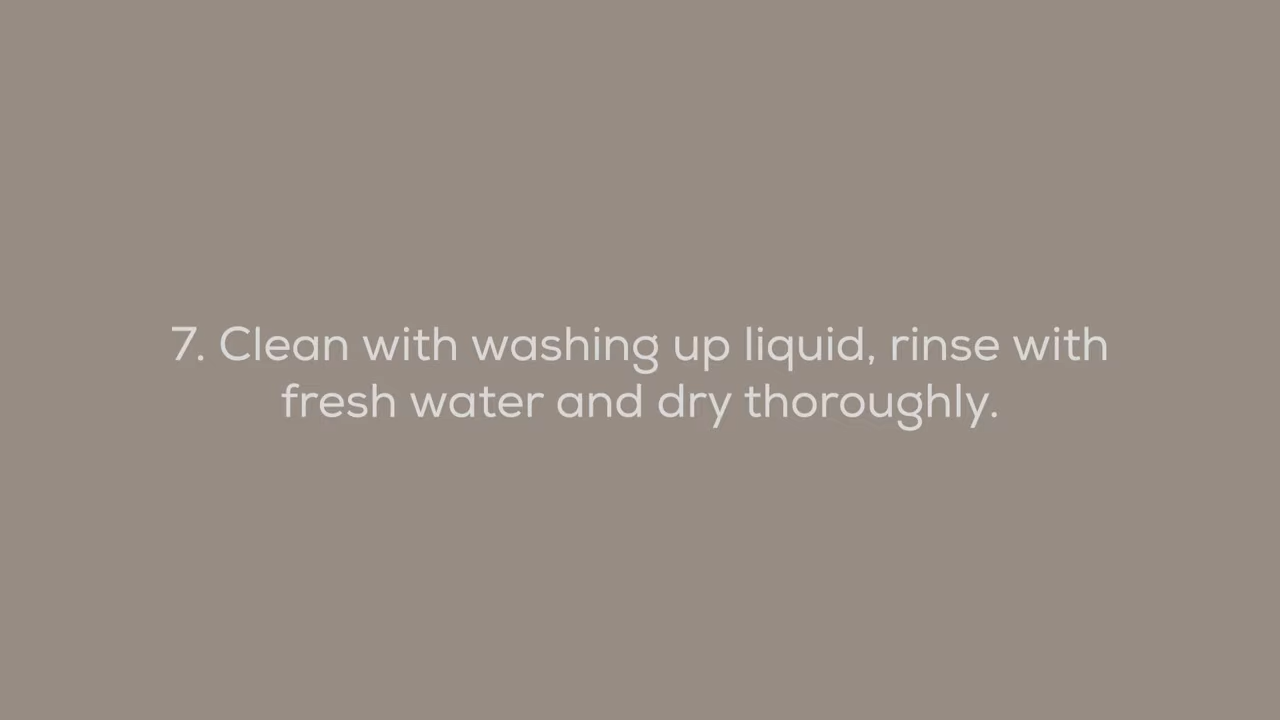 7. Clean with washing up liquid, rinse with
fresh water and dry thoroughly.